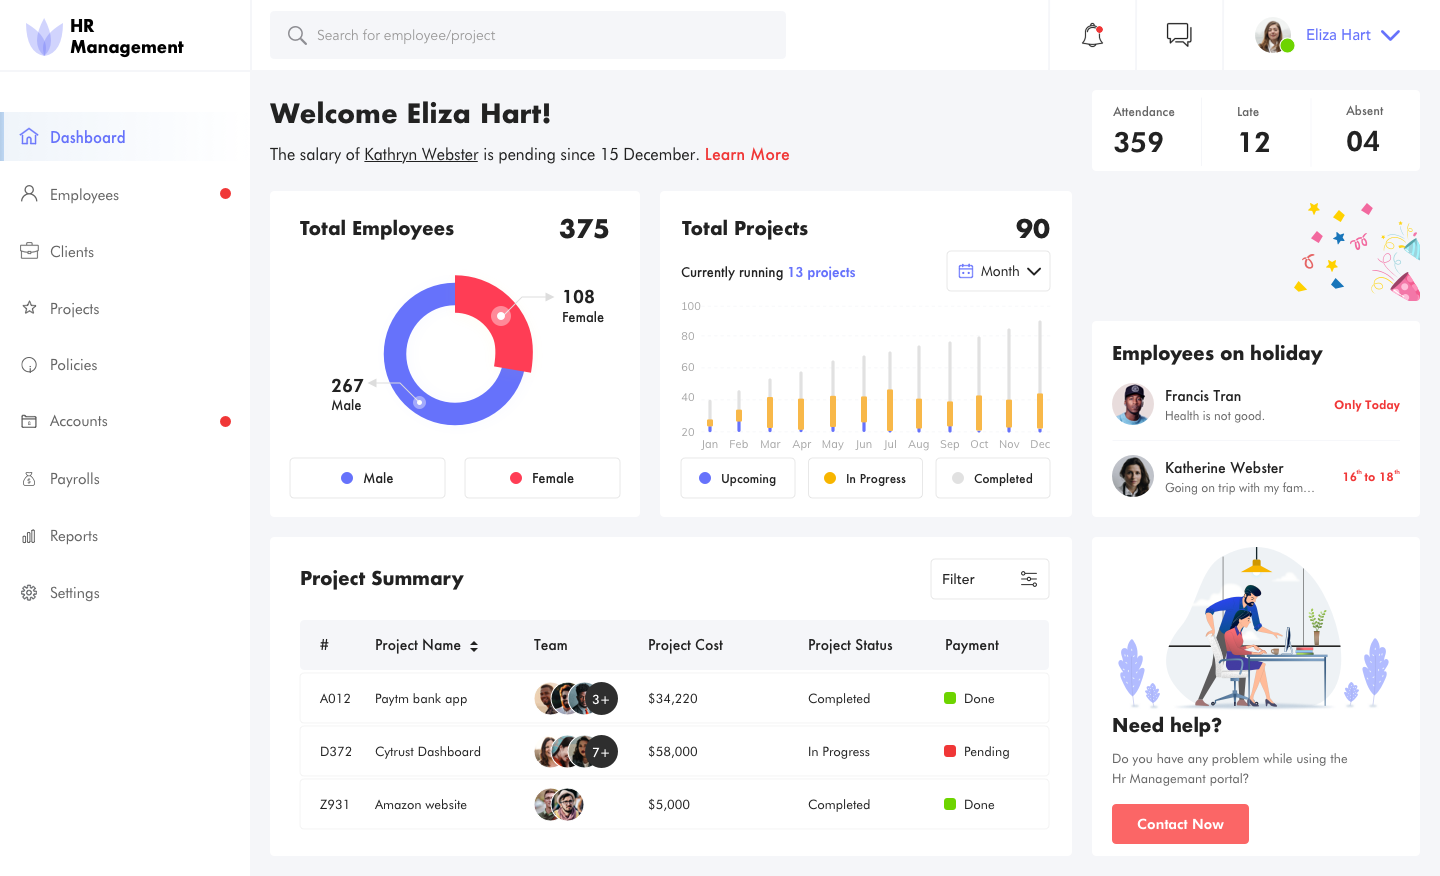 HR
Management
Search for employee/project
Eliza Hart
Dashboard
Employees
Clients
Projects
Policies
Accounts
Payrolls
Reports
Settings
Welcome Eliza Hart!
The salary of Kathryn Webster is pending since 15 December. Learn More
Attendance
359
Late
12
Absent
04
Total Employees 375
108
Female
267
Male
Male
Female
Total Projects 90
Currently running 13 projects
Month
100
80
60
40
20
Jan Feb Mar Apr May Jun Jul Aug Sep Oct Nov Dec
Upcoming
In Progress
Completed
Employees on holiday
Francis Tran
Health is not good.
Only Today
Katherine Webster
Going on trip with my fam...
16th to 18th
Project Summary
Filter
# Project Name Team Project Cost Project Status Payment
A012 Paytm bank app 3+ $34,220 Completed Done
D372 Cytrust Dashboard 7+ $58,000 In Progress Pending
Z931 Amazon website $5,000 Completed Done
Need help?
Do you have any problem while using the
Hr Managemant portal?
Contact Now